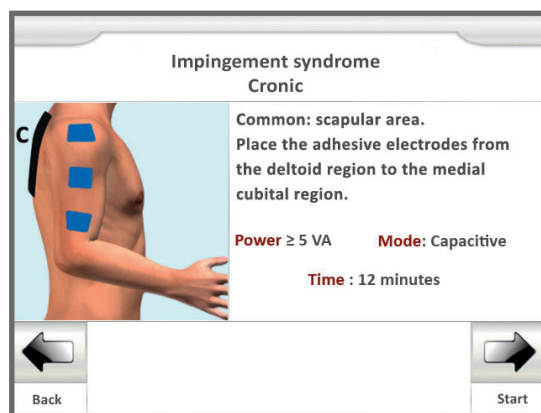 Impingement syndrome
Cronic
C
Common: scapular area.
Place the adhesive electrodes from
the deltoid region to the medial
cubital region.
Power ≥ 5 VA Mode: Capacitive
Time : 12 minutes
Back
Start